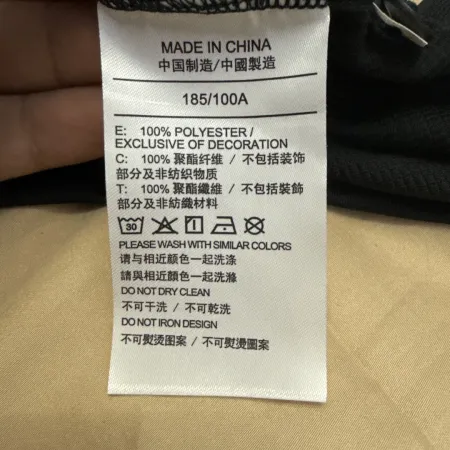 MADE IN CHINA
中国制造/中國製造
185/100A
E: 100% POLYESTER /
EXCLUSIVE OF DECORATION
C: 100% 聚酯纤维 / 不包括装饰
部分及非纺织物质
T: 100% 聚酯纖維 / 不包括裝飾
部分及非紡織材料
30
PLEASE WASH WITH SIMILAR COLORS
请与相近颜色一起洗涤
請與相近顏色一起洗滌
DO NOT DRY CLEAN
不可干洗 / 不可乾洗
DO NOT IRON DESIGN
不可熨烫图案 / 不可熨燙圖案